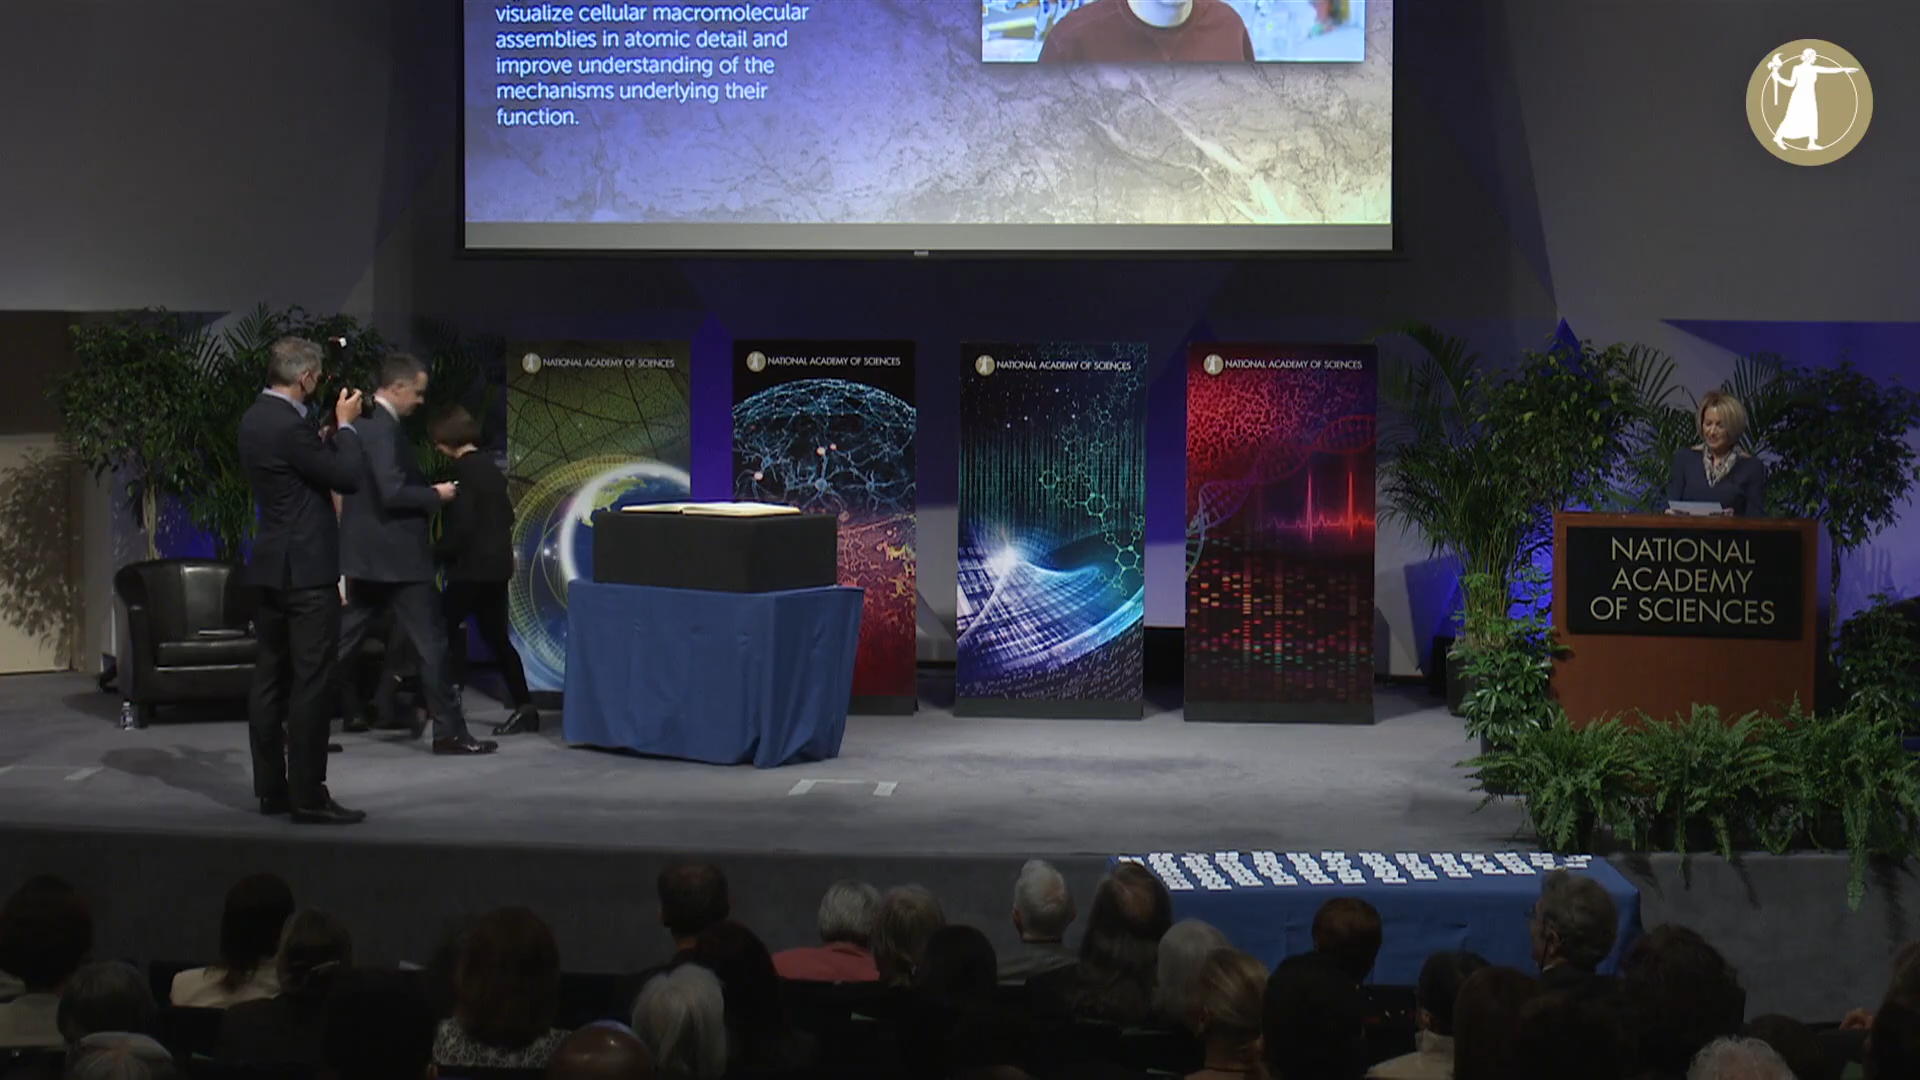 visualize cellular macromolecular
assemblies in atomic detail and
improve understanding of the
mechanisms underlying their
function.
NATIONAL ACADEMY OF SCIENCES
NATIONAL ACADEMY OF SCIENCES
NATIONAL ACADEMY OF SCIENCES
NATIONAL ACADEMY OF SCIENCES
NATIONAL
ACADEMY
OF SCIENCES